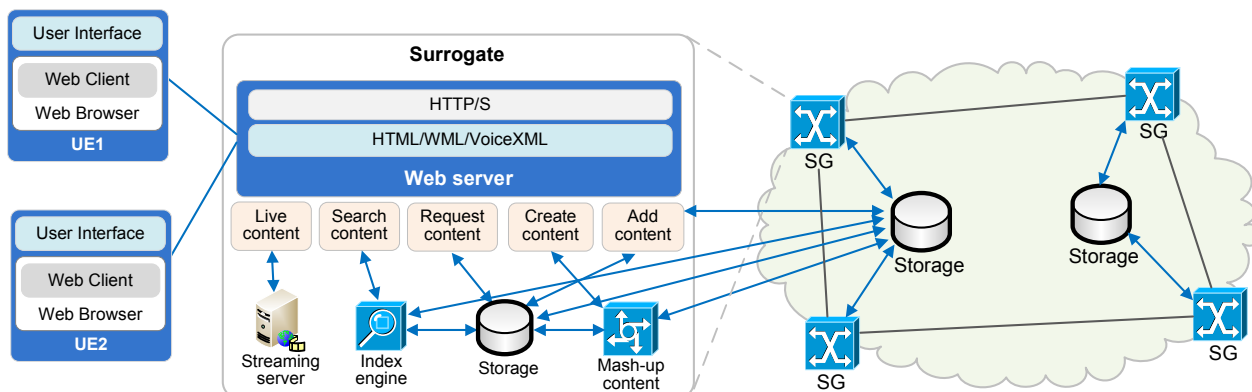 User Interface
Web Client
Web Browser
UE1
User Interface
Web Client
Web Browser
UE2
Surrogate
HTTP/S
HTML/WML/VoiceXML
Web server
Live
content
Search
content
Request
content
Create
content
Add
content
Streaming
server
Index
engine
Storage
Mash-up
content
SG
SG
Storage
Storage
SG
SG